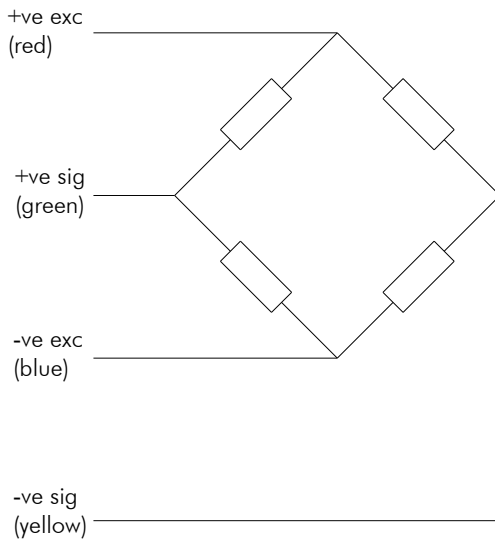 +ve exc
(red)
+ve sig
(green)
-ve exc
(blue)
-ve sig
(yellow)